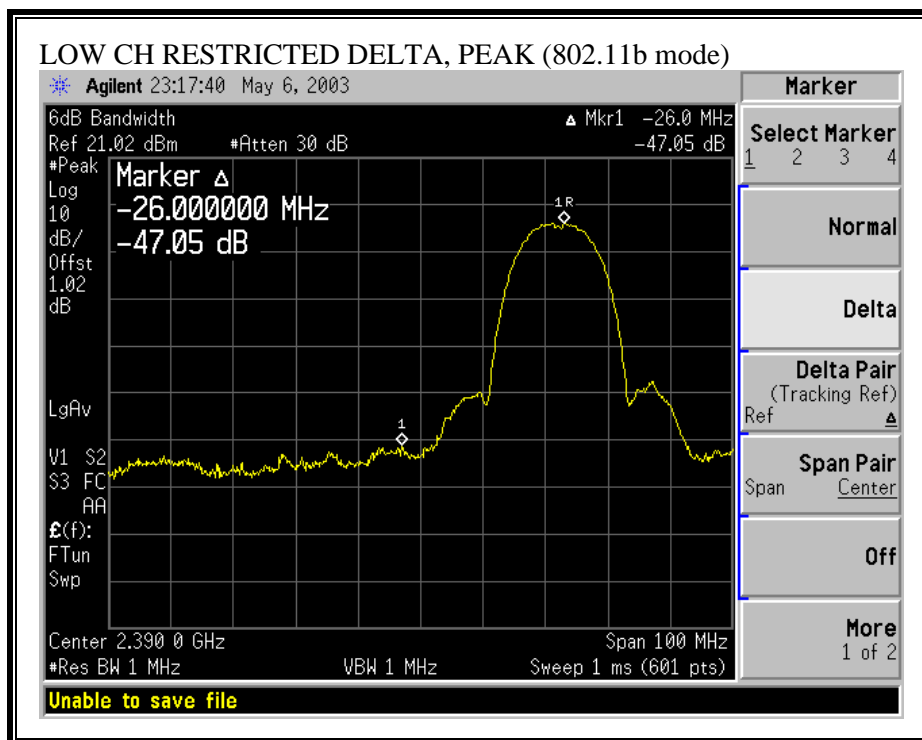 LOW CH RESTRICTED DELTA, PEAK (802.11b mode)
Agilent 23:17:40 May 6, 2003
Marker
6dB Bandwidth
Δ Mkr1 -26.0 MHz
Ref 21.02 dBm #Atten 30 dB -47.05 dB
#Peak
Log
10
dB/
Offst
1.02
dB
LgAv
V1 S2
S3 FC
AA
£(f):
FTun
Swp
Marker Δ
-26.000000 MHz
-47.05 dB
1R
1
Center 2.390 0 GHz Span 100 MHz
#Res BW 1 MHz VBW 1 MHz Sweep 1 ms (601 pts)
Unable to save file
Select Marker
1 2 3 4
Normal
Delta
Delta Pair
(Tracking Ref)
Ref Δ
Span Pair
Span Center
Off
More
1 of 2